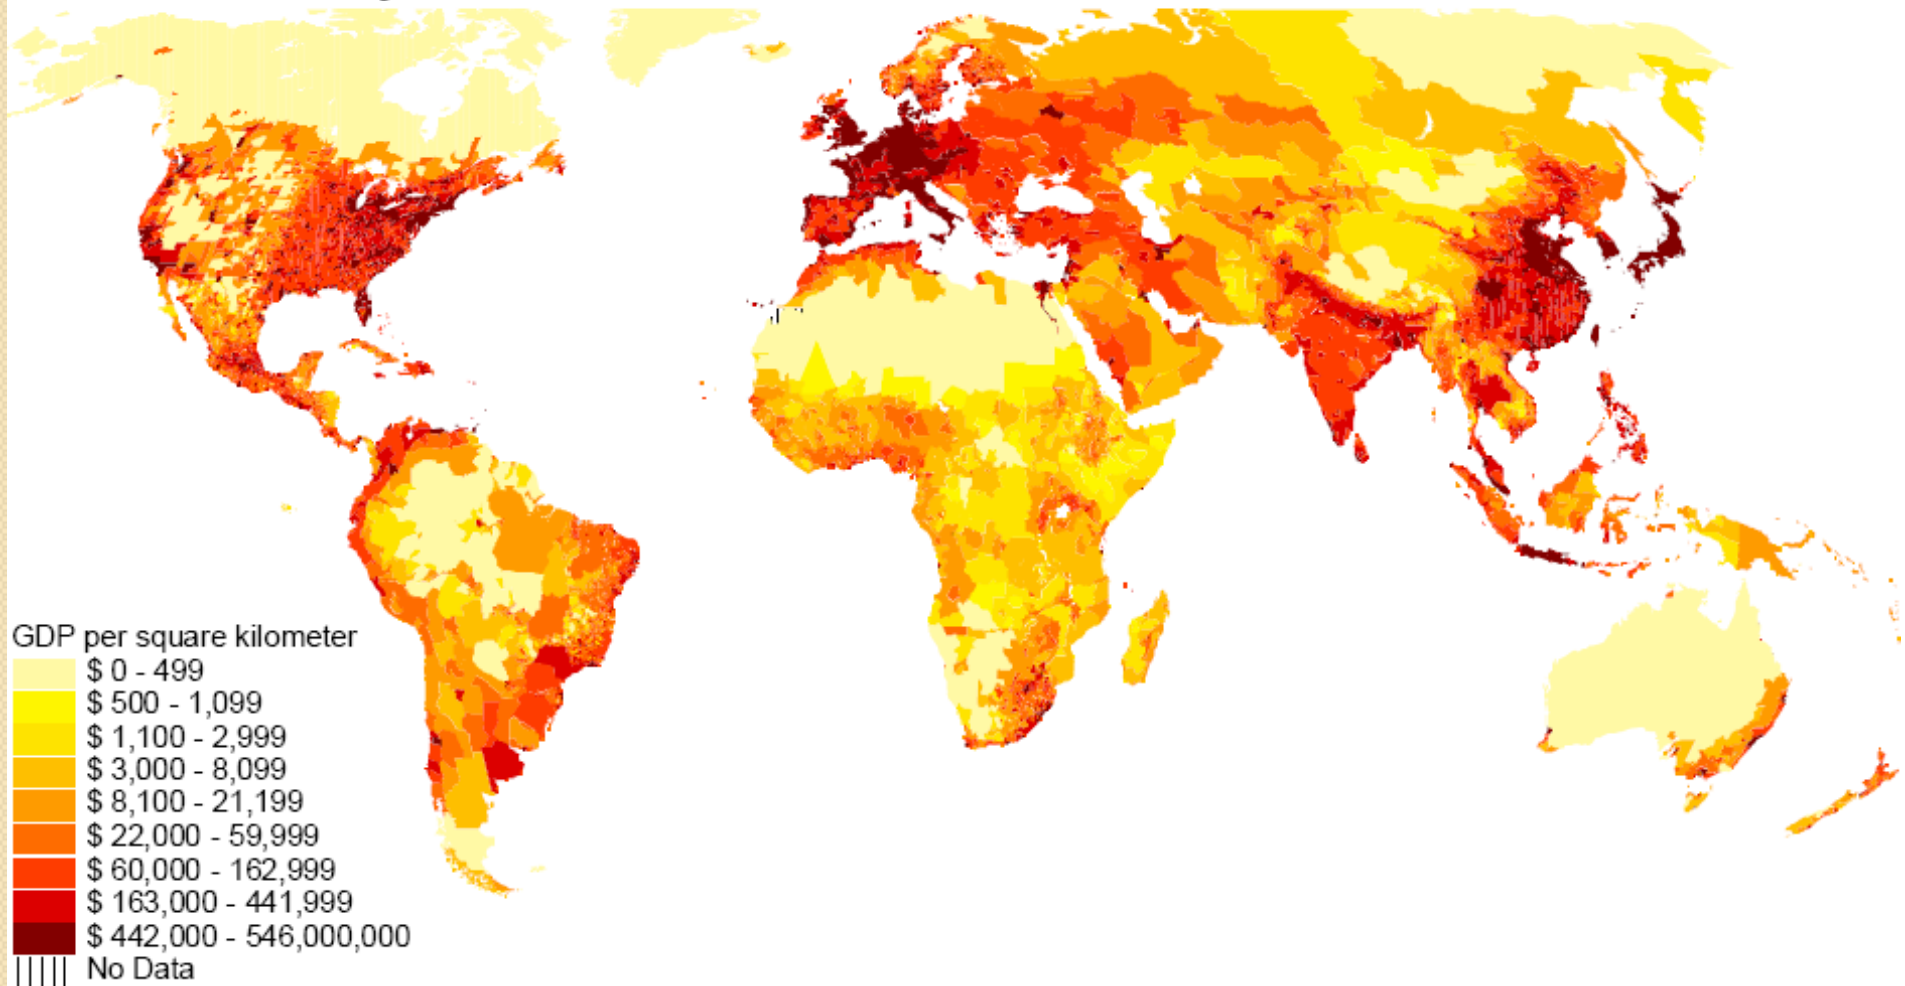 GDP per square kilometer
$ 0 - 499
$ 500 - 1,099
$ 1,100 - 2,999
$ 3,000 - 8,099
$ 8,100 - 21,199
$ 22,000 - 59,999
$ 60,000 - 162,999
$ 163,000 - 441,999
$ 442,000 - 546,000,000
No Data